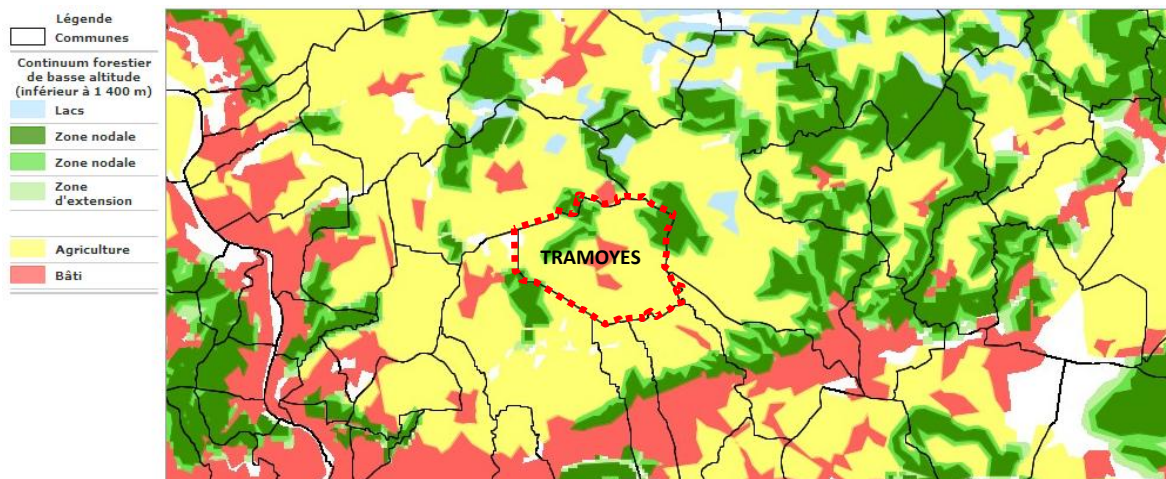 Légende
Communes
Continuum forestier
de basse altitude
(inférieur à 1 400 m)
Lacs
Zone nodale
Zone nodale
Zone
d'extension
Agriculture
Bâti
TRAMOYES